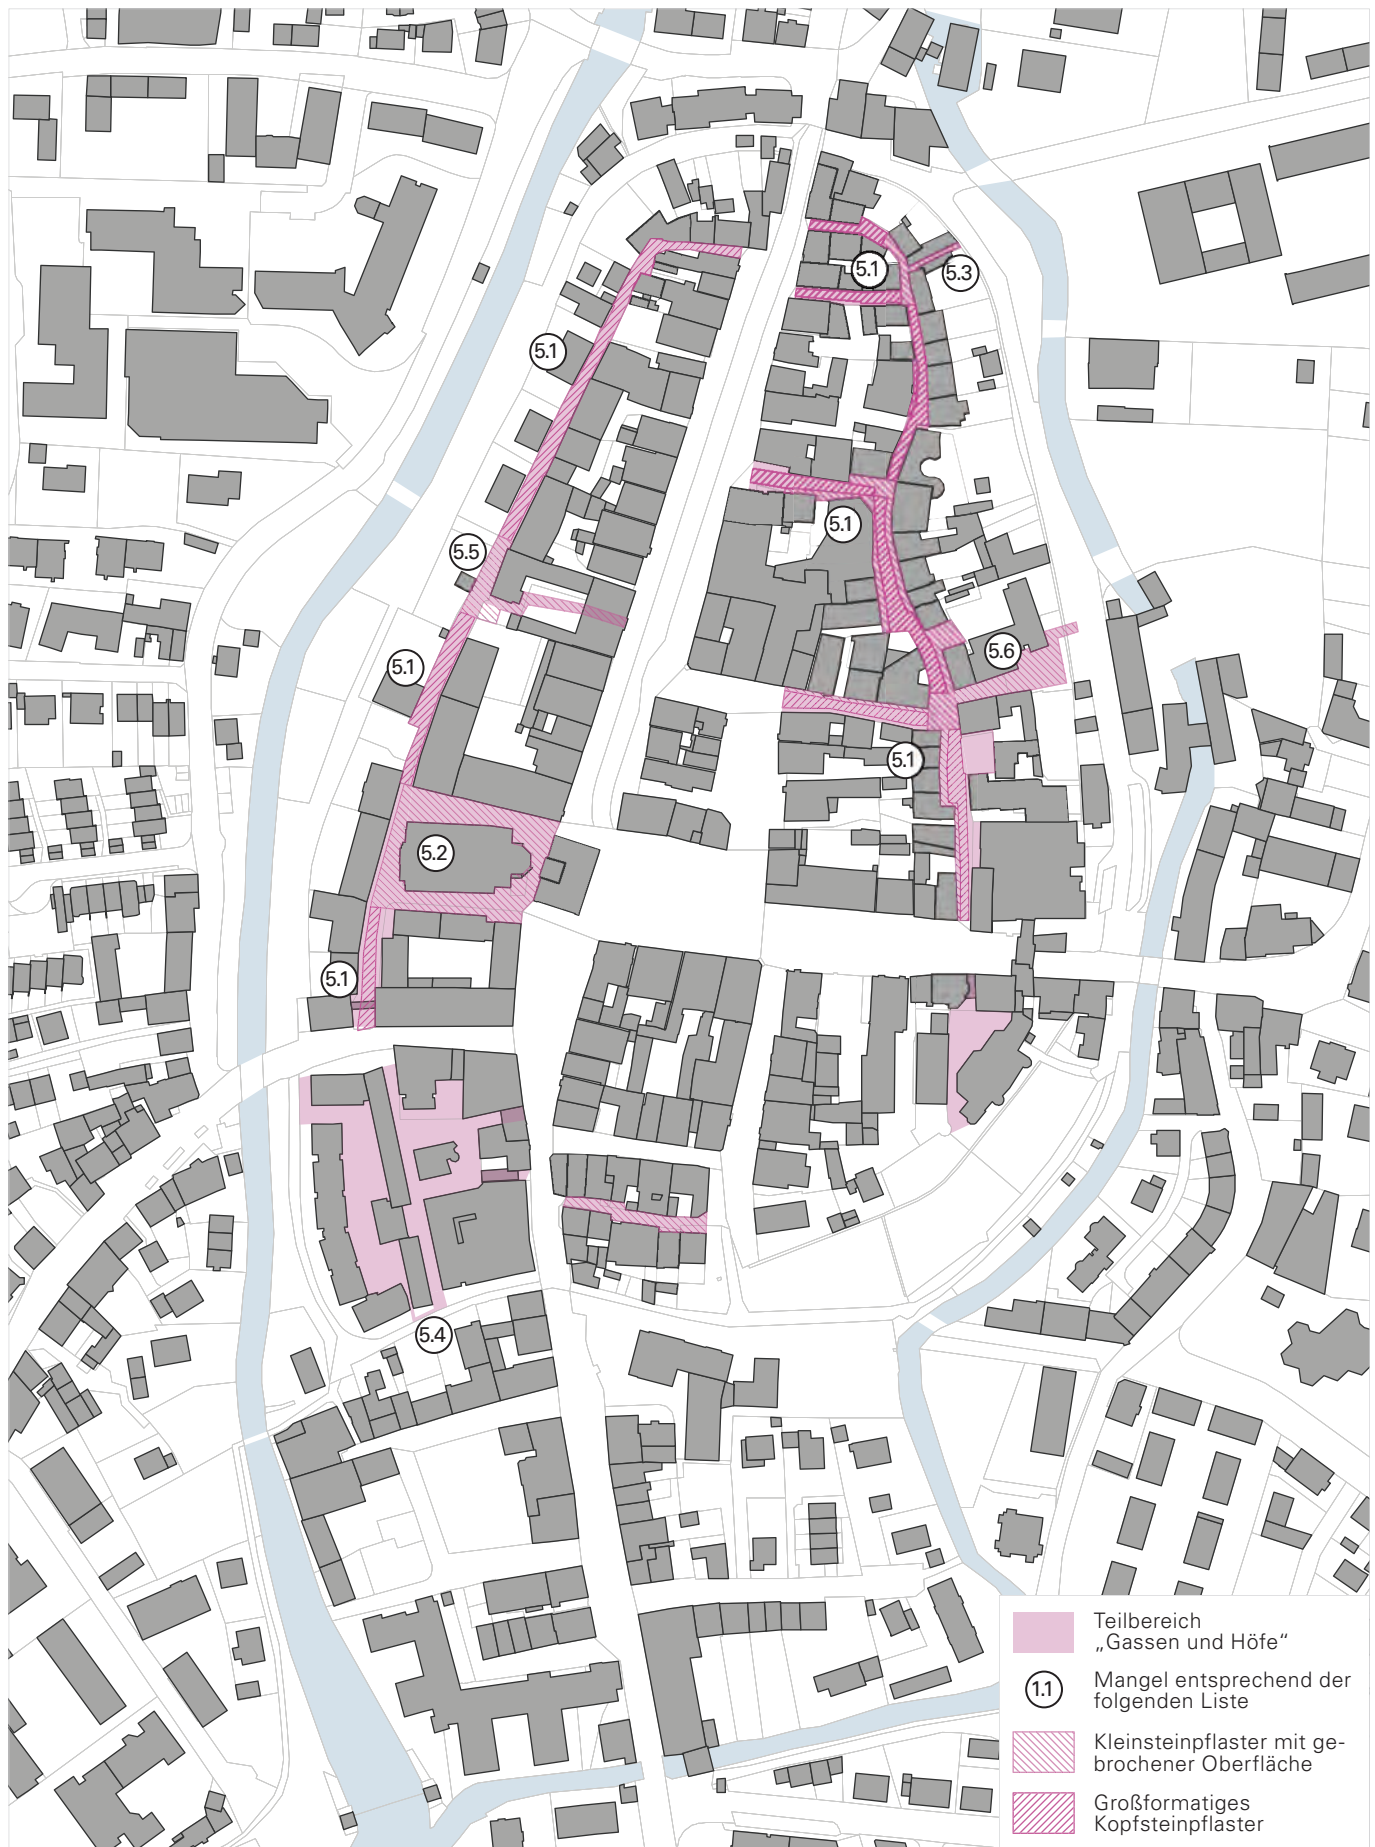 5.1
5.3
5.1
5.1
5.5
5.6
5.1
5.1
5.2
5.1
5.4
Teilbereich
„Gassen und Höfe“
1.1
Mangel entsprechend der
folgenden Liste
Kleinsteinpflaster mit ge-
brochener Oberfläche
Großformatiges
Kopfsteinpflaster